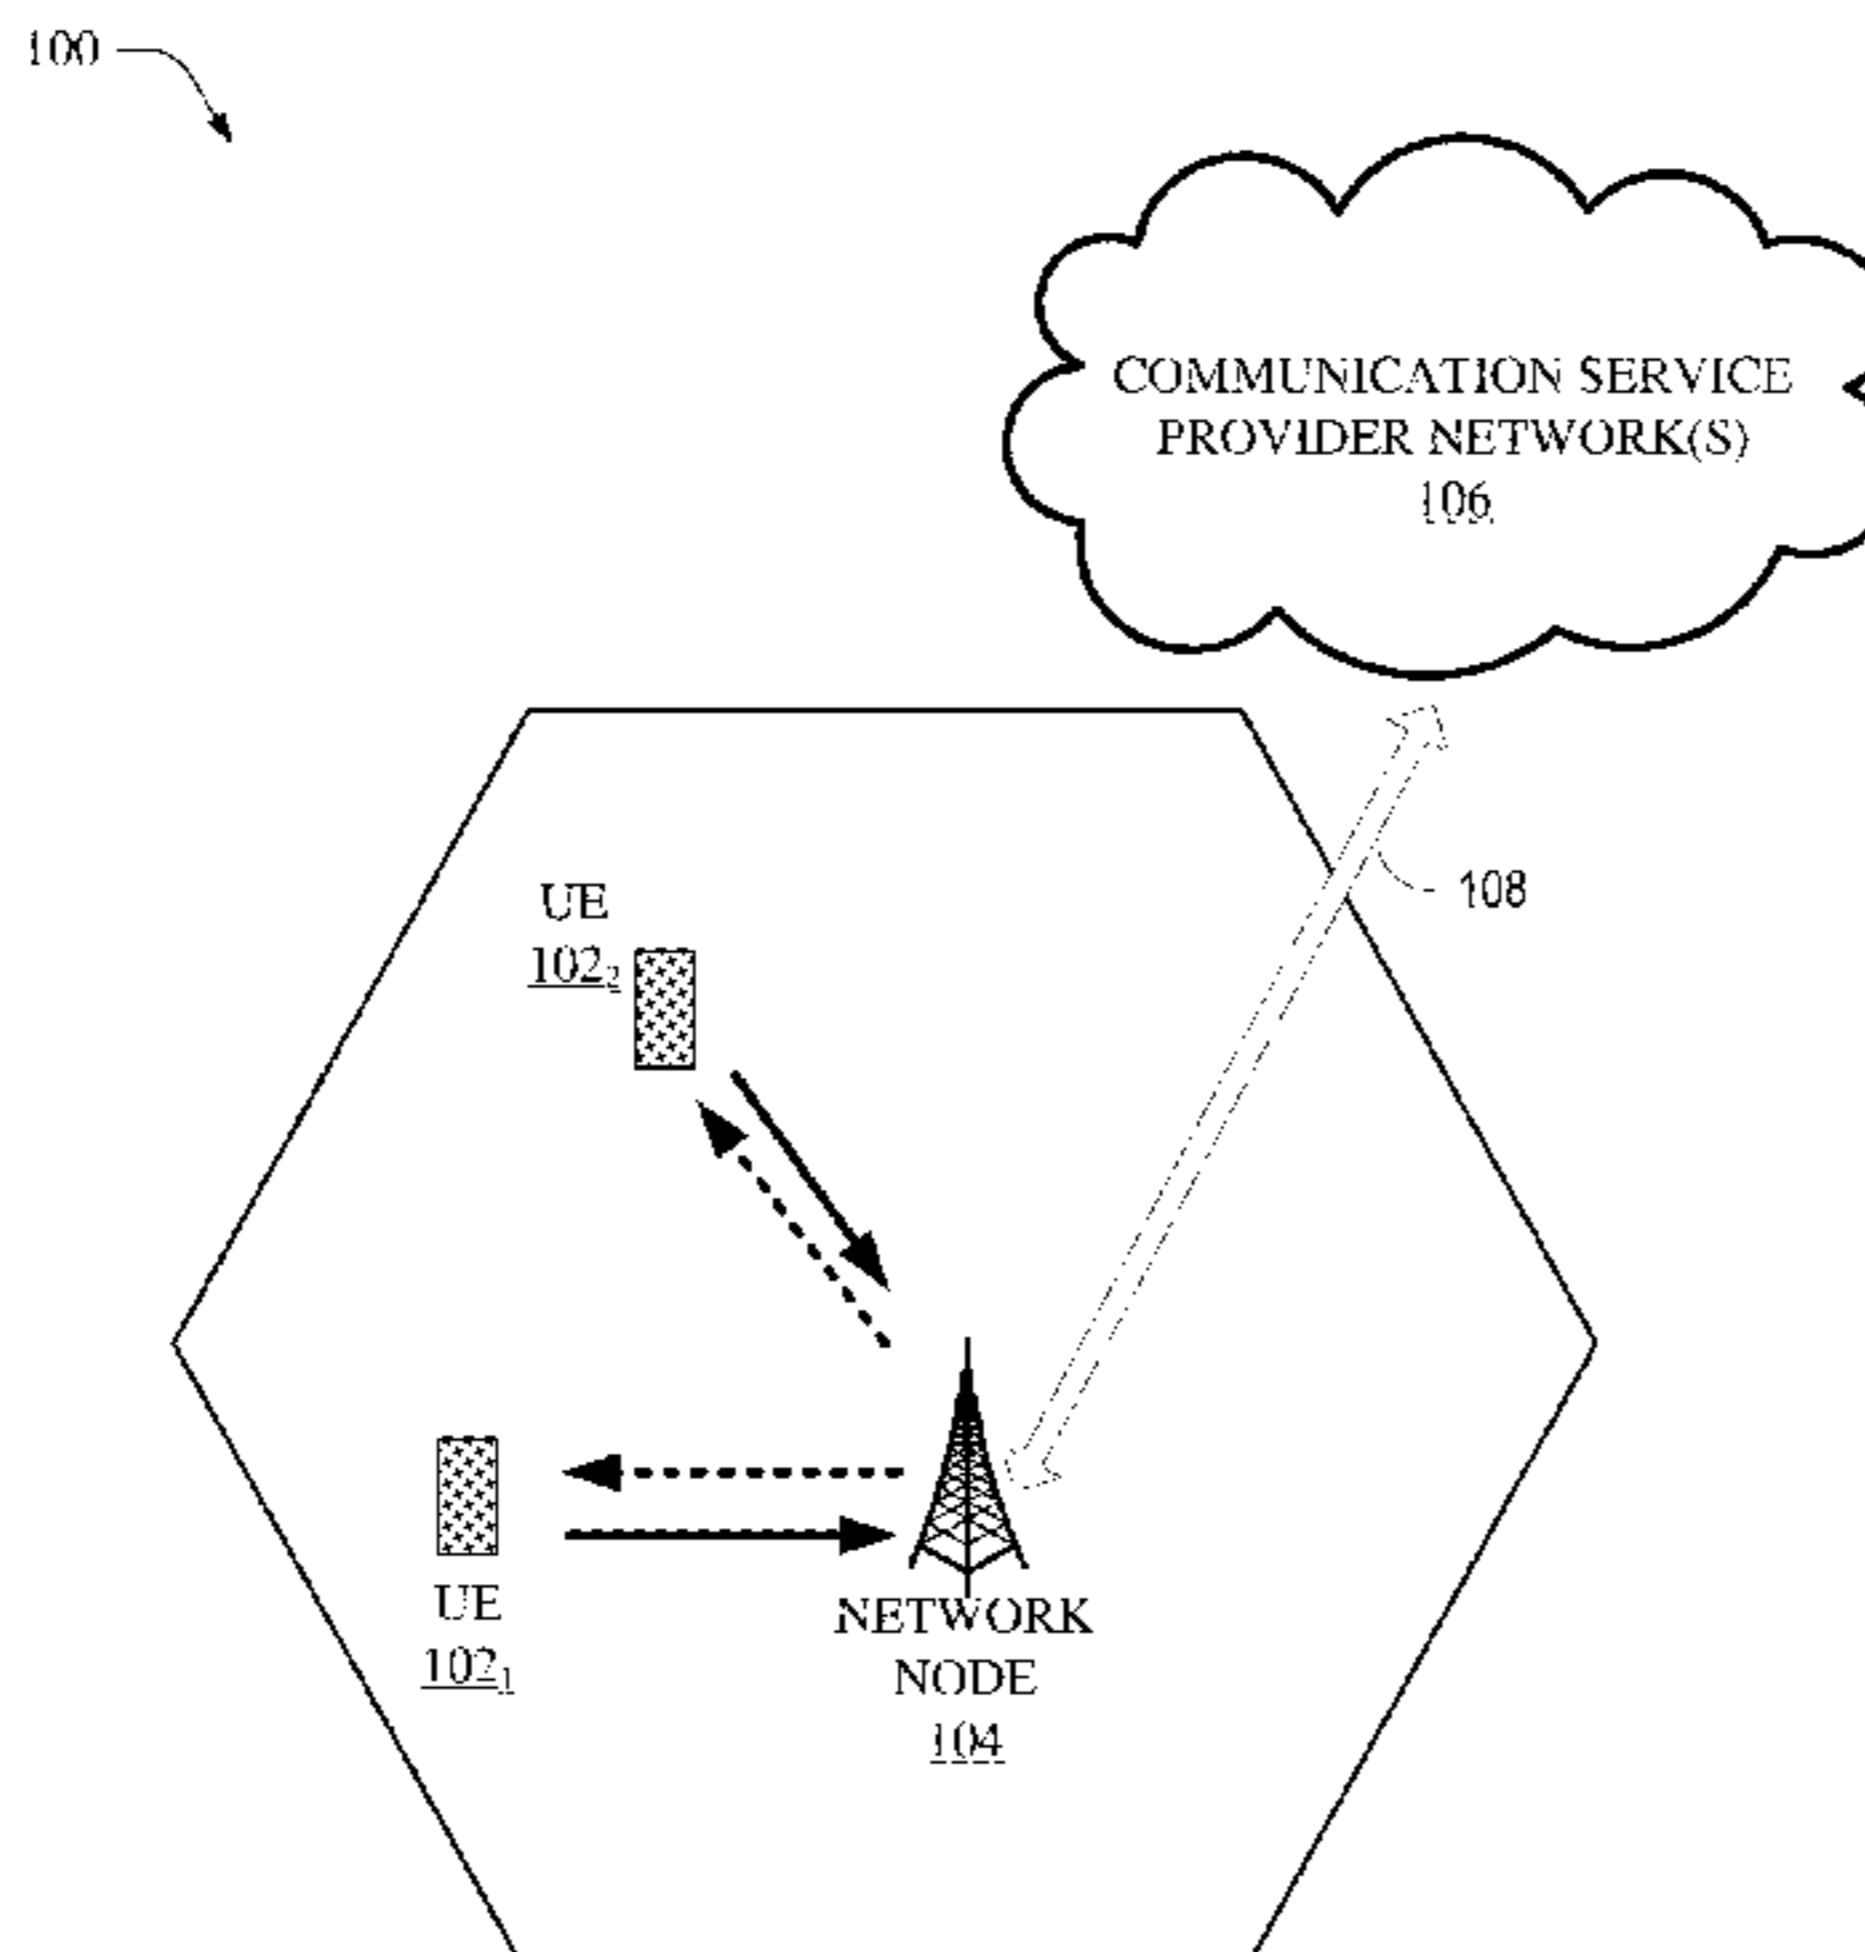 100
COMMUNICATION SERVICE
PROVIDER NETWORK(S)
106
108
UE
102₂
UE
102₁
NETWORK
NODE
104